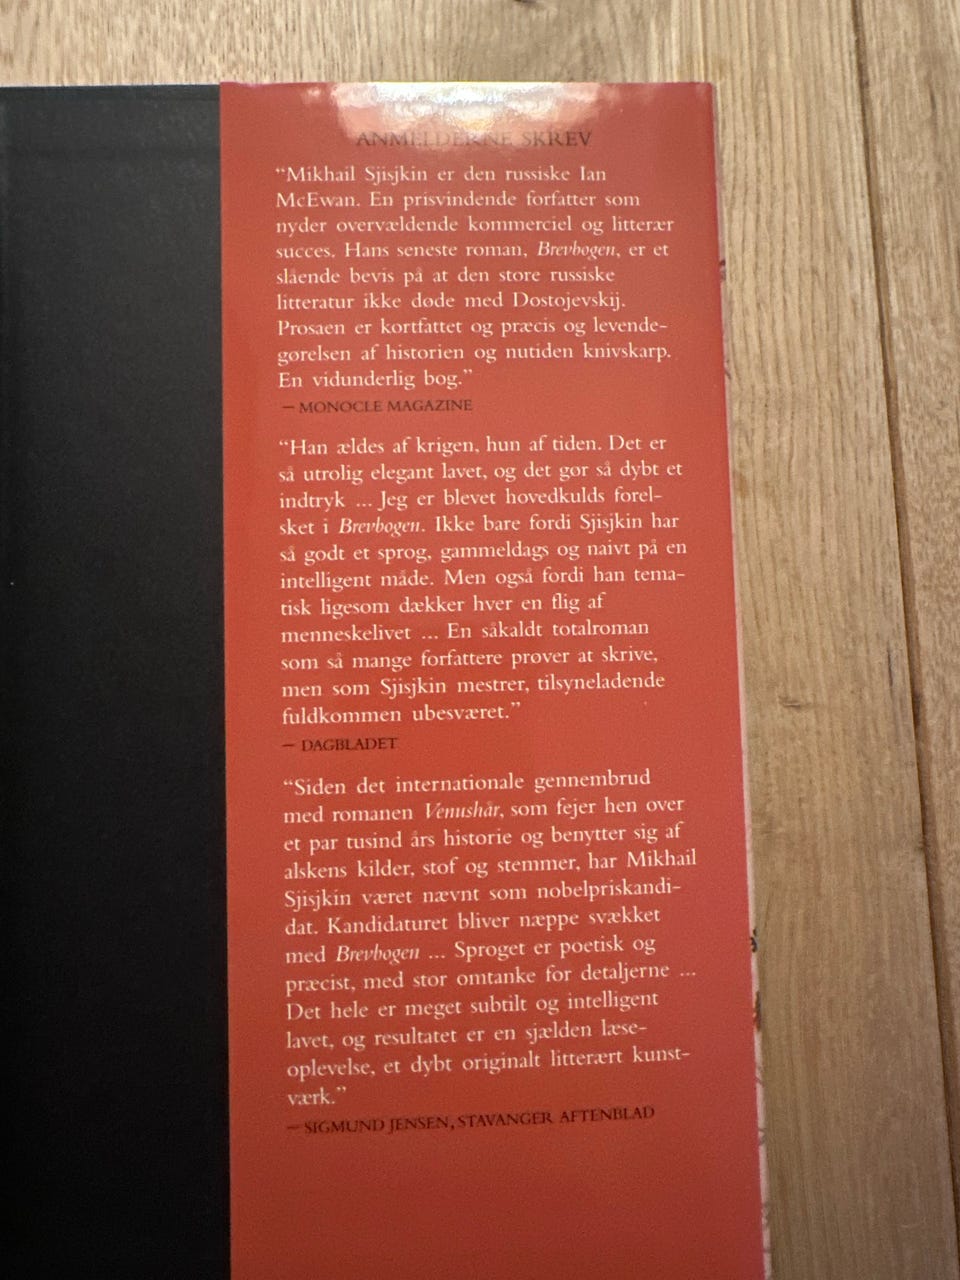 ANMELDERNE SKREV
“Mikhail Sjisjkin er den russiske Ian
McEwan. En prisvindende forfatter som
nyder overvældende kommerciel og litterær
succes. Hans seneste roman, Brevbogen, er et
slående bevis på at den store russiske
litteratur ikke døde med Dostojevskij.
Prosaen er kortfattet og præcis og levende-
gørelsen af historien og nutiden knivskarp.
En vidunderlig bog.”
– MONOCLE MAGAZINE
“Han ældes af krigen, hun af tiden. Det er
så utrolig elegant lavet, og det gør så dybt et
indtryk ... Jeg er blevet hovedkulds forel-
sket i Brevbogen. Ikke bare fordi Sjisjkin har
så godt et sprog, gammeldags og naivt på en
intelligent måde. Men også fordi han tema-
tisk ligesom dækker hver en flig af
menneskelivet ... En såkaldt totalroman
som så mange forfattere prøver at skrive,
men som Sjisjkin mestrer, tilsyneladende
fuldkommen ubesværet.”
– DAGBLADET
“Siden det internationale gennembrud
med romanen Venushår, som fejer hen over
et par tusind års historie og benytter sig af
alskens kilder, stof og stemmer, har Mikhail
Sjisjkin været nævnt som nobelpriskandi-
dat. Kandidaturet bliver næppe svækket
med Brevbogen ... Sproget er poetisk og
præcist, med stor omtanke for detaljerne ...
Det hele er meget subtilt og intelligent
lavet, og resultatet er en sjælden læse-
oplevelse, et dybt originalt litterært kunst-
værk.”
– SIGMUND JENSEN, STAVANGER AFTENBLAD